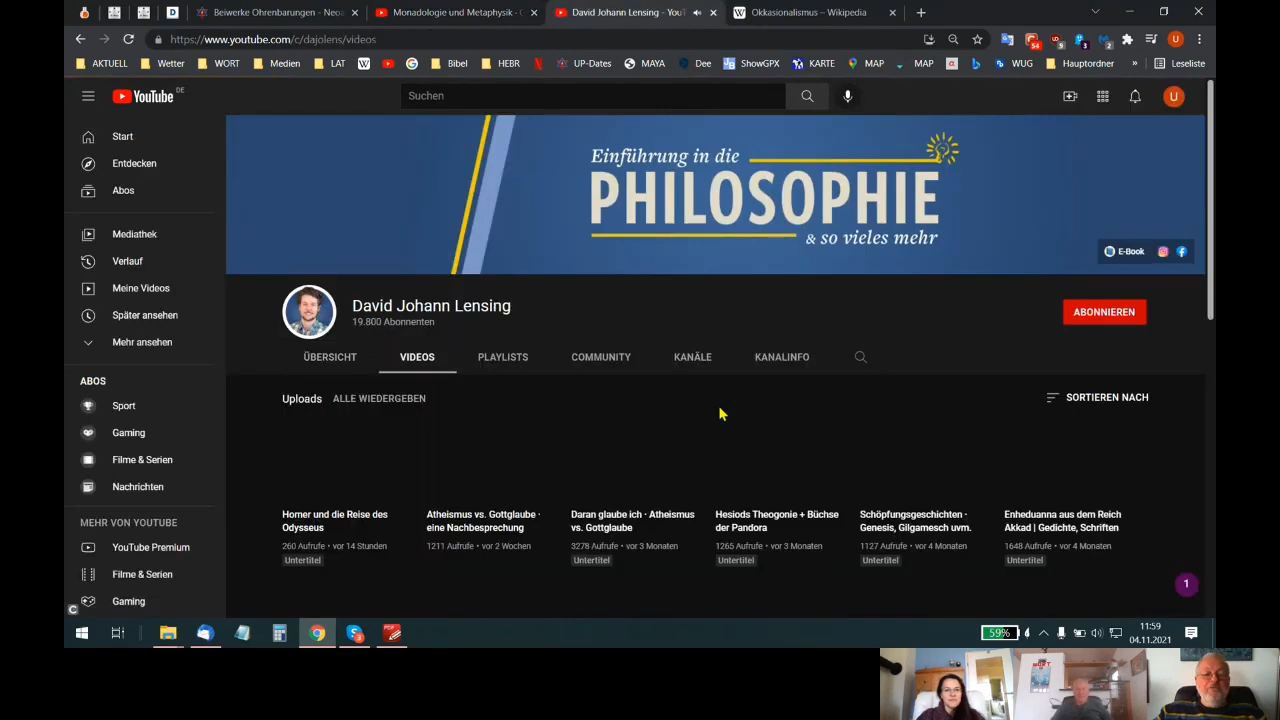 Beiwerke Ohrenbarungen - Neoa
Monadologie und Metaphysik - G
David Johann Lensing - YouT
Okkasionalismus – Wikipedia
https://www.youtube.com/c/dajolens/videos
AKTUELL
Wetter
WORT
Medien
LAT
Bibel
HEBR
UP-Dates
MAYA
Dee
ShowGPX
KARTE
MAP
MAP
WUG
Hauptordner
»
Leseliste
YouTube DE
Suchen
U
Start
Entdecken
Abos
Mediathek
Verlauf
Meine Videos
Später ansehen
Mehr ansehen
ABOS
Sport
Gaming
Filme & Serien
Nachrichten
MEHR VON YOUTUBE
YouTube Premium
Filme & Serien
Gaming
Einführung in die
PHILOSOPHIE
& so vieles mehr
E-Book
David Johann Lensing
19.800 Abonnenten
ABONNIEREN
ÜBERSICHT
VIDEOS
PLAYLISTS
COMMUNITY
KANÄLE
KANALINFO
Uploads
ALLE WIEDERGEBEN
SORTIEREN NACH
Homer und die Reise des
Odysseus
260 Aufrufe • vor 14 Stunden
Untertitel
Atheismus vs. Gottglaube ·
eine Nachbesprechung
1211 Aufrufe • vor 2 Wochen
Daran glaube ich · Atheismus
vs. Gottglaube
3278 Aufrufe • vor 3 Monaten
Untertitel
Hesiods Theogonie + Büchse
der Pandora
1265 Aufrufe • vor 3 Monaten
Untertitel
Schöpfungsgeschichten ·
Genesis, Gilgamesch uvm.
1127 Aufrufe • vor 4 Monaten
Untertitel
Enheduanna aus dem Reich
Akkad | Gedichte, Schriften
1648 Aufrufe • vor 4 Monaten
Untertitel
1
59%
11:59
04.11.2021